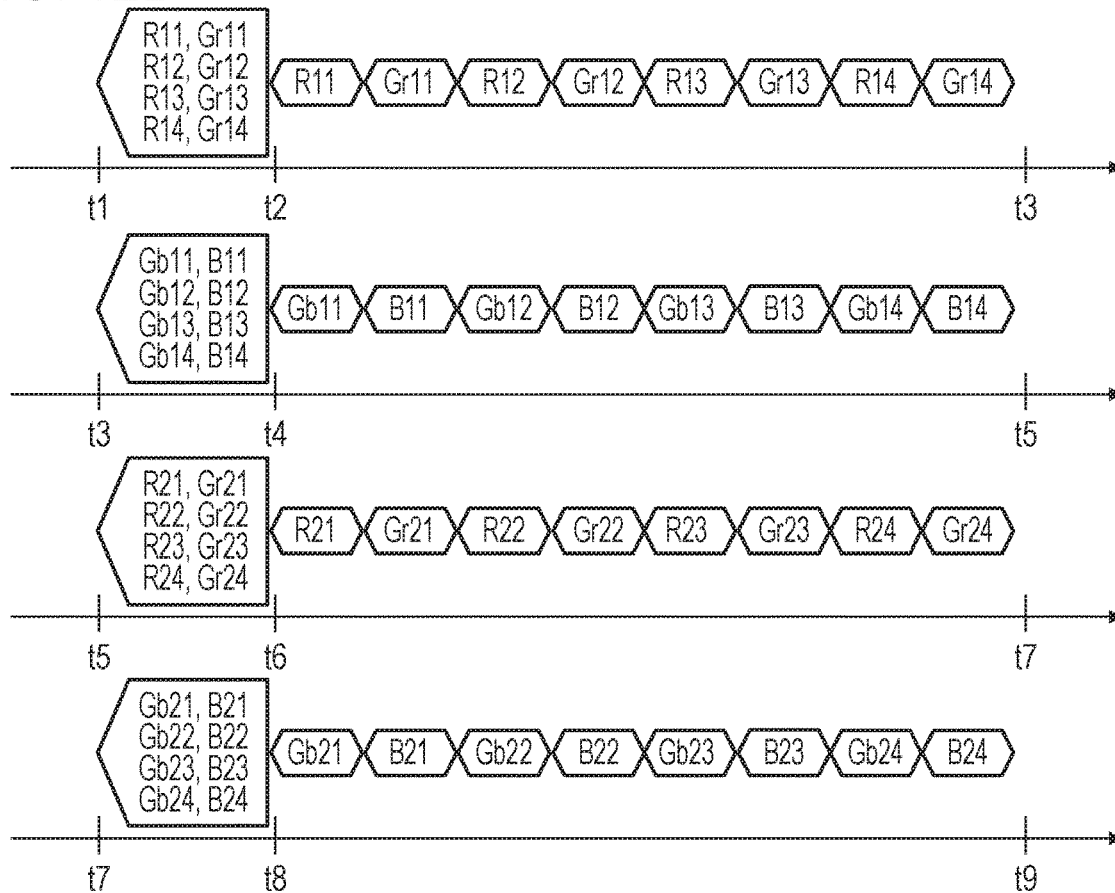 R11, Gr11
R12, Gr12
R13, Gr13
R14, Gr14
R11 Gr11 R12 Gr12 R13 Gr13 R14 Gr14
t1 t2 t3
Gb11, B11
Gb12, B12
Gb13, B13
Gb14, B14
Gb11 B11 Gb12 B12 Gb13 B13 Gb14 B14
t3 t4 t5
R21, Gr21
R22, Gr22
R23, Gr23
R24, Gr24
R21 Gr21 R22 Gr22 R23 Gr23 R24 Gr24
t5 t6 t7
Gb21, B21
Gb22, B22
Gb23, B23
Gb24, B24
Gb21 B21 Gb22 B22 Gb23 B23 Gb24 B24
t7 t8 t9